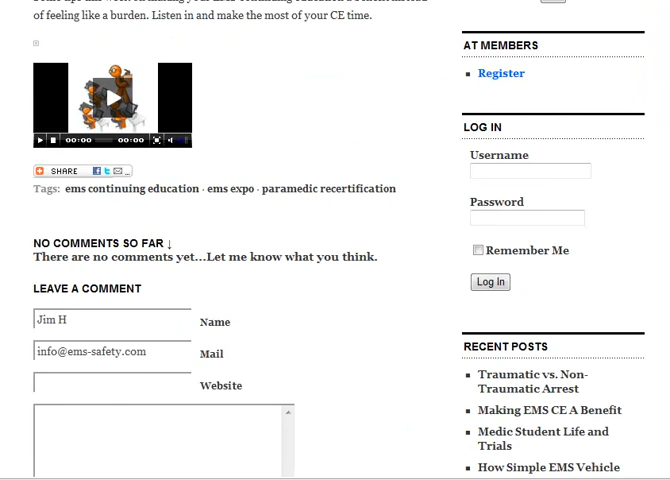 of feeling like a burden. Listen in and make the most of your CE time.
00:00 00:00
SHARE
Tags: ems continuing education · ems expo · paramedic recertification
NO COMMENTS SO FAR ↓
There are no comments yet...Let me know what you think.
LEAVE A COMMENT
Jim H Name
info@ems-safety.com Mail
Website
AT MEMBERS
Register
LOG IN
Username
Password
Remember Me
Log In
RECENT POSTS
Traumatic vs. Non-
Traumatic Arrest
Making EMS CE A Benefit
Medic Student Life and
Trials
How Simple EMS Vehicle